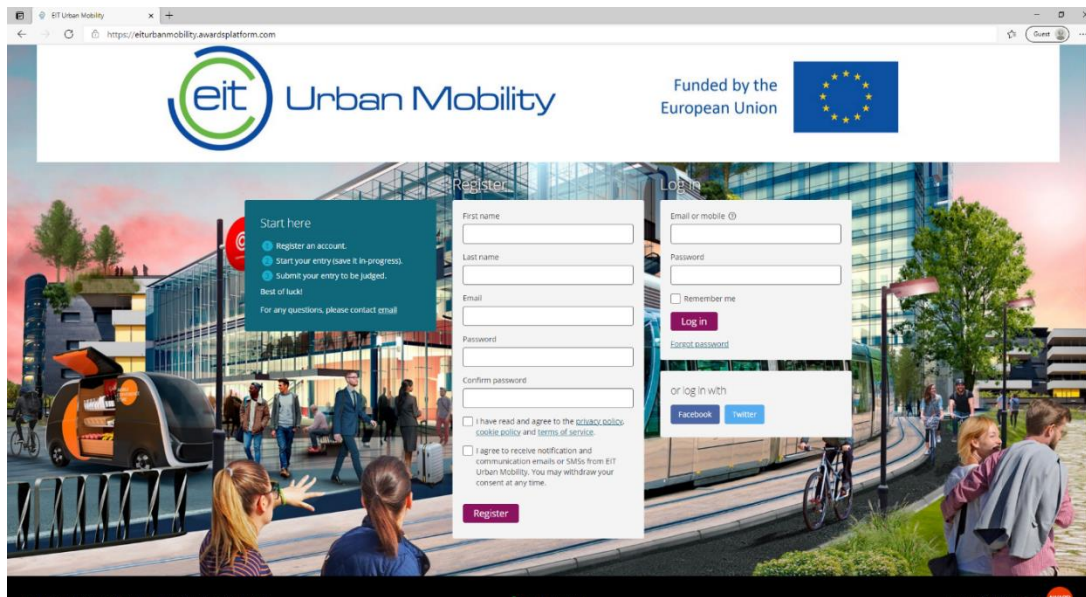 EIT Urban Mobility
https://eiturbanmobility.awardsplatform.com
Guest
eit Urban Mobility
Funded by the
European Union
Start here
1 Register an account.
2 Start your entry (save it in-progress).
3 Submit your entry to be judged.
Best of luck!
For any questions, please contact email
Register
First name
Last name
Email
Password
Confirm password
I have read and agree to the privacy policy,
cookie policy and terms of service.
I agree to receive notification and
communication emails or SMSs from EIT
Urban Mobility. You may withdraw your
consent at any time.
Register
Log in
Email or mobile
Password
Remember me
Log in
Forgot password
or log in with
Facebook Twitter